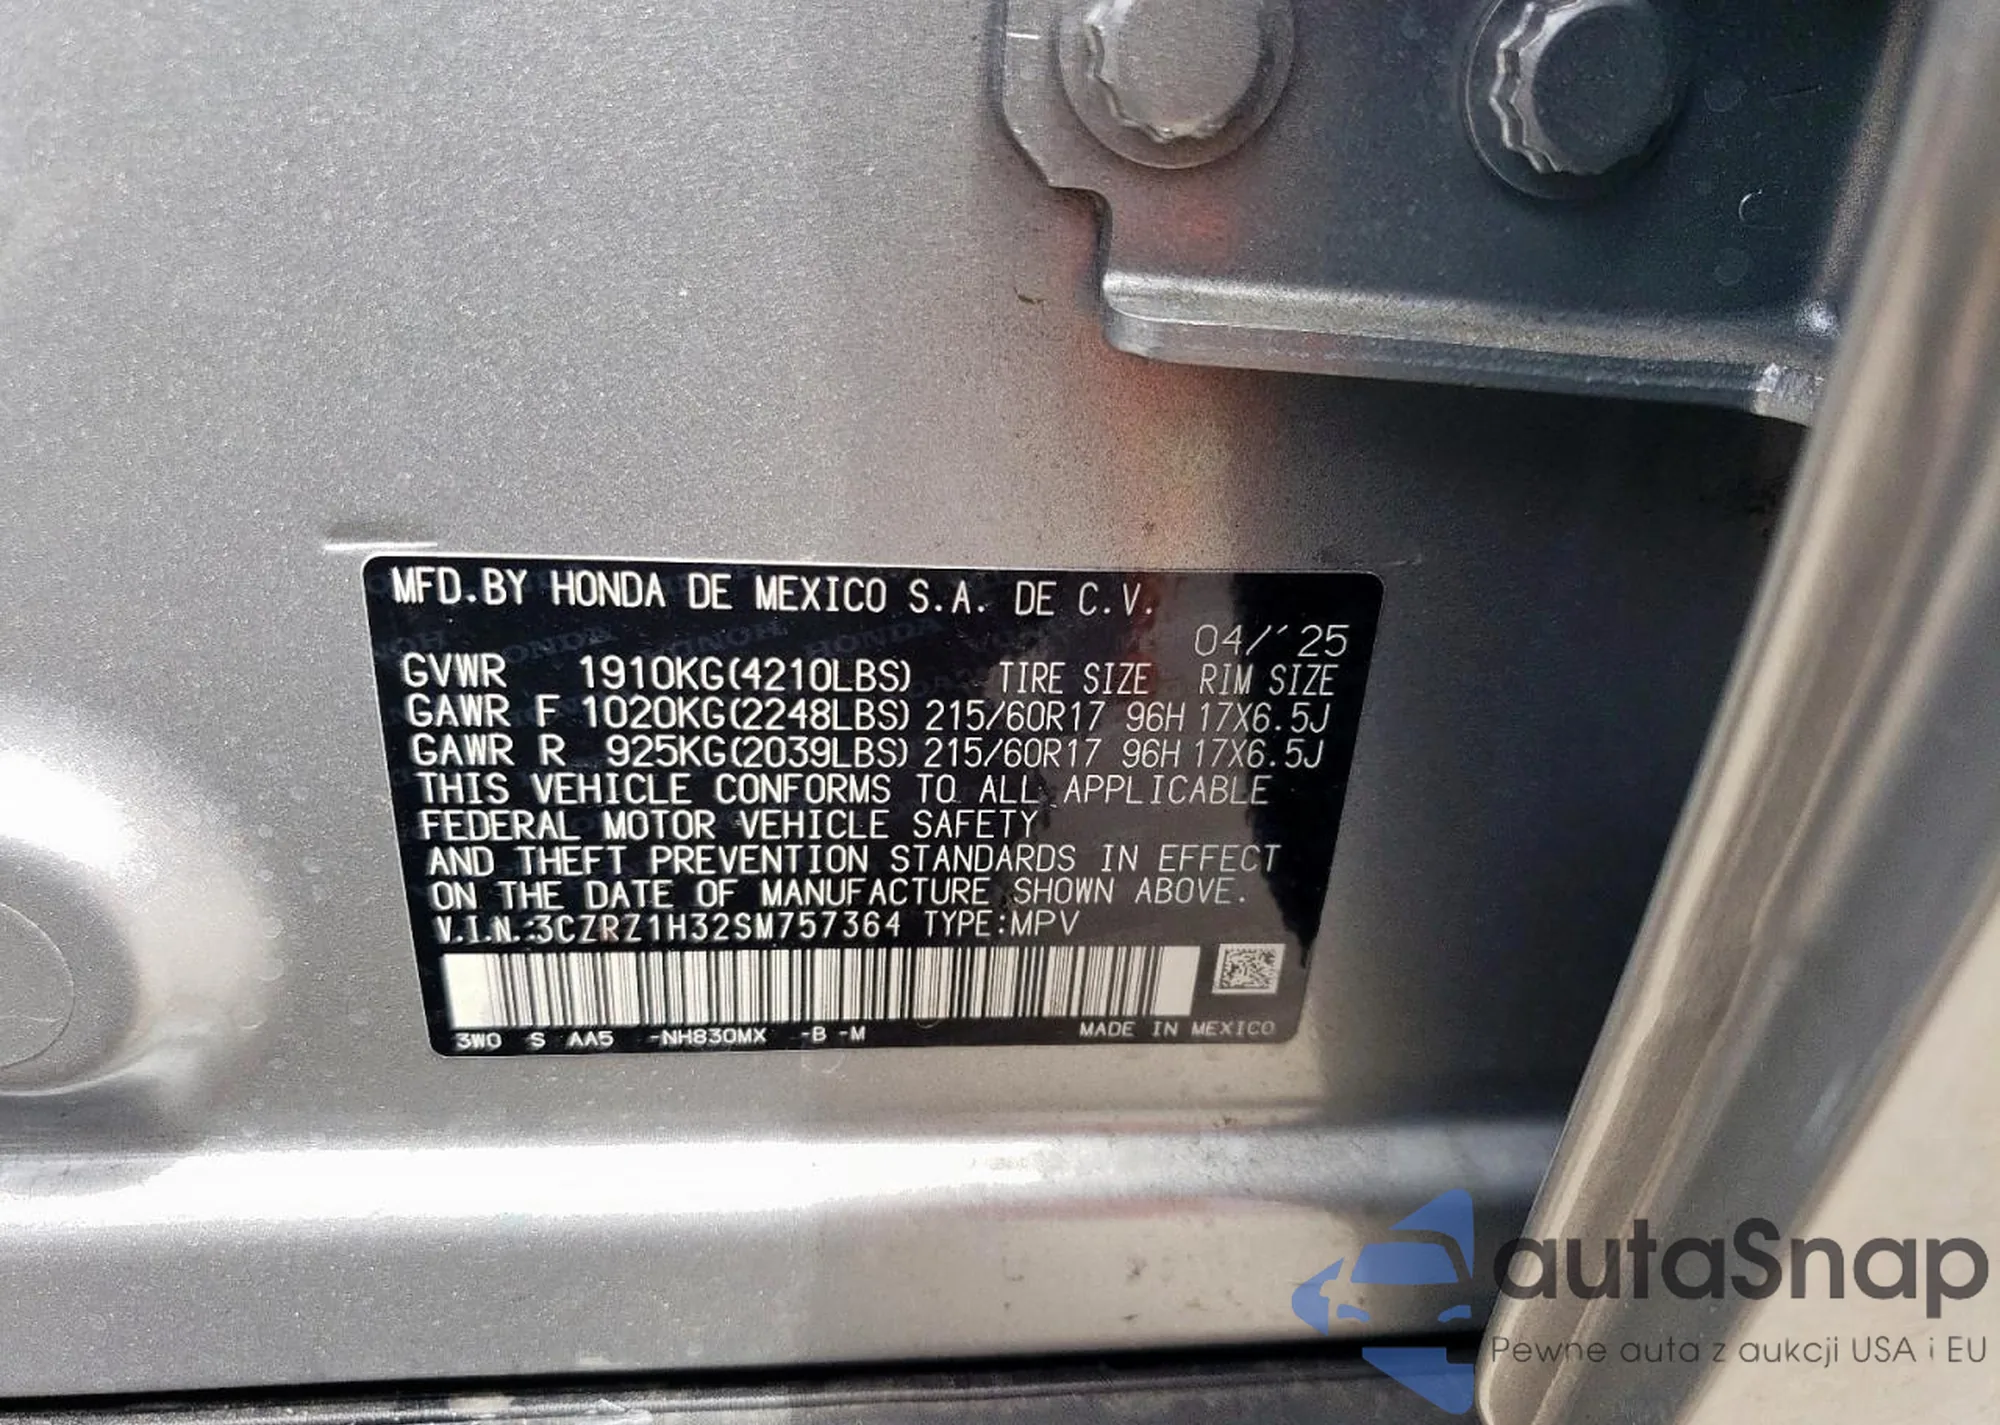 MFD.BY HONDA DE MEXICO S.A. DE C.V.
04/'25
GVWR 1910KG(4210LBS) TIRE SIZE RIM SIZE
GAWR F 1020KG(2248LBS) 215/60R17 96H 17X6.5J
GAWR R 925KG(2039LBS) 215/60R17 96H 17X6.5J
THIS VEHICLE CONFORMS TO ALL APPLICABLE
FEDERAL MOTOR VEHICLE SAFETY
AND THEFT PREVENTION STANDARDS IN EFFECT
ON THE DATE OF MANUFACTURE SHOWN ABOVE.
V.I.N.:3CZRZ1H32SM757364 TYPE:MPV
3W0 S AA5 -NH830MX -B -M MADE IN MEXICO
autaSnap
Pewne auta z aukcji USA i EU